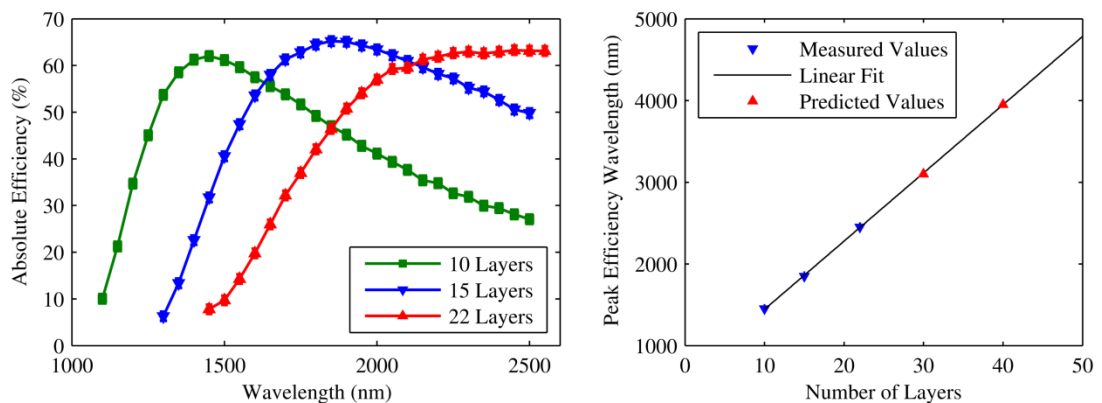 70
60
50
40
30
20
10
0
Absolute Efficiency (%)
10 Layers
15 Layers
22 Layers
1000 1500 2000 2500
Wavelength (nm)
5000
4000
3000
2000
1000
Peak Efficiency Wavelength (nm)
Measured Values
Linear Fit
Predicted Values
0 10 20 30 40 50
Number of Layers